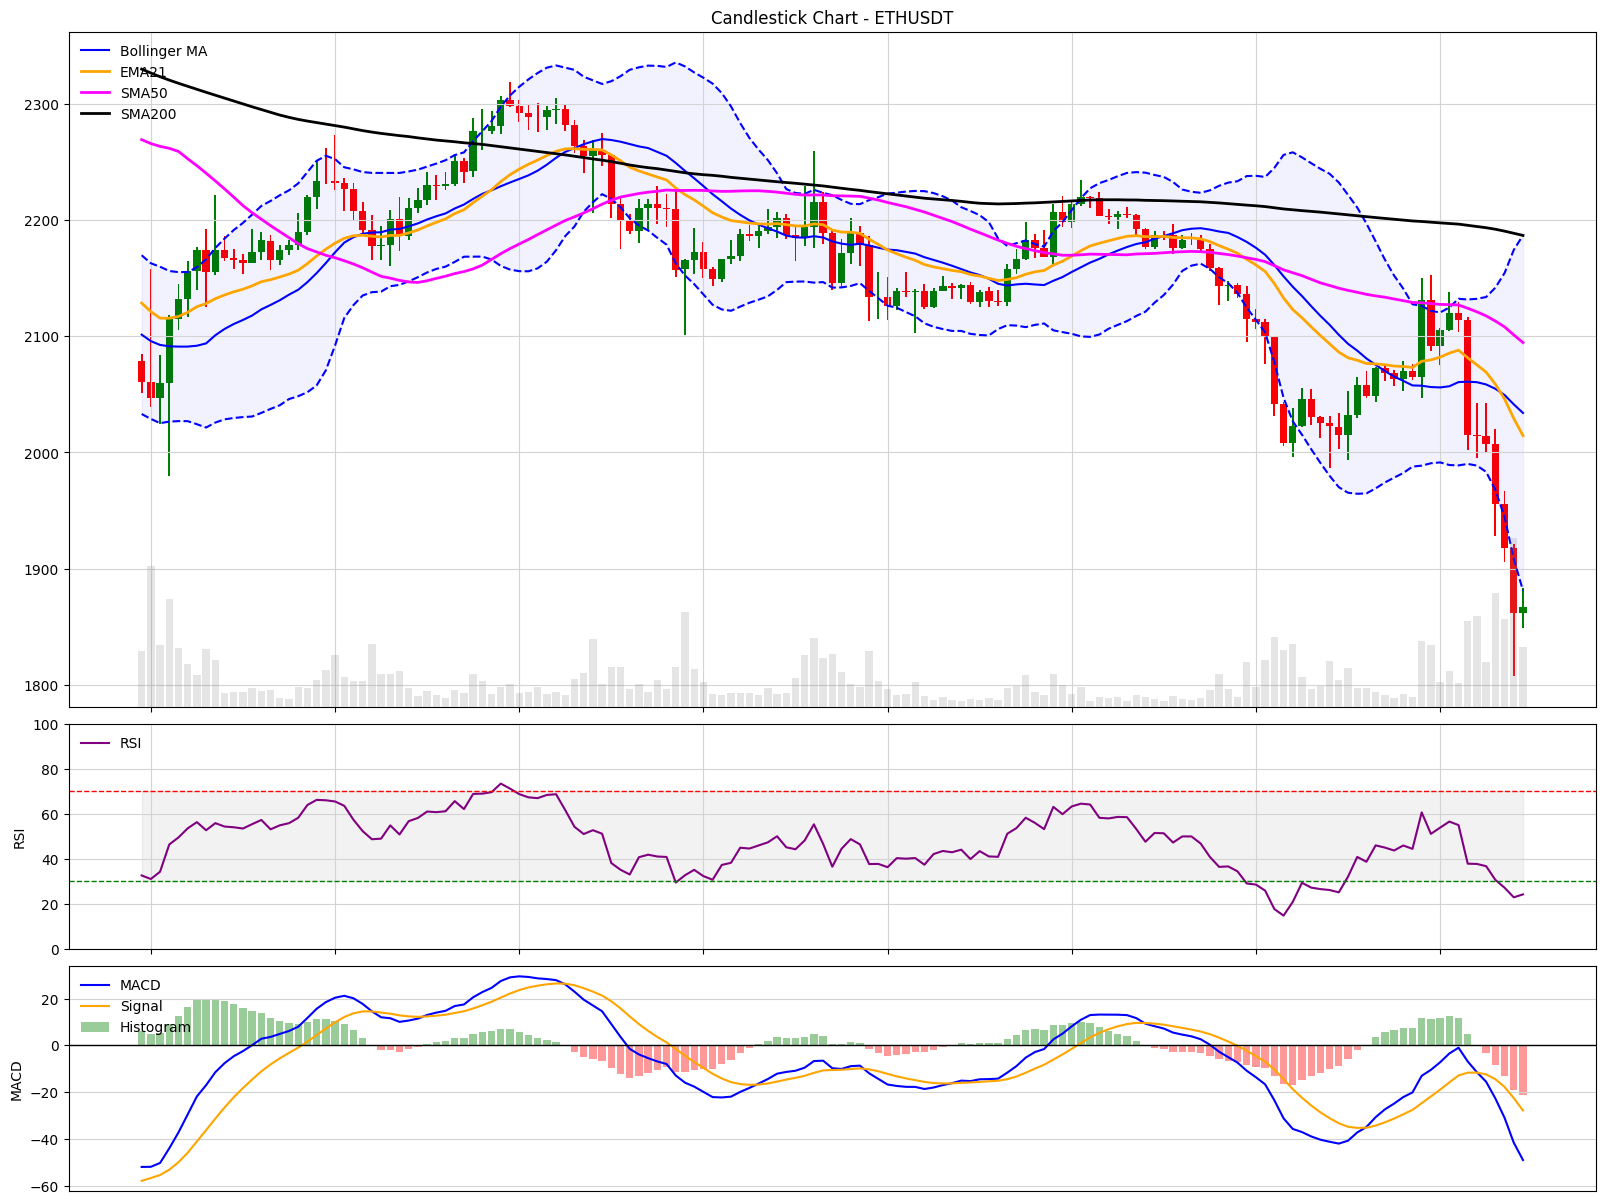 Candlestick Chart - ETHUSDT
Bollinger MA
EMA21
SMA50
SMA200
2300
2200
2100
2000
1900
1800
RSI
100
80
60
40
20
0
RSI
MACD
Signal
Histogram
20
0
−20
−40
−60
MACD